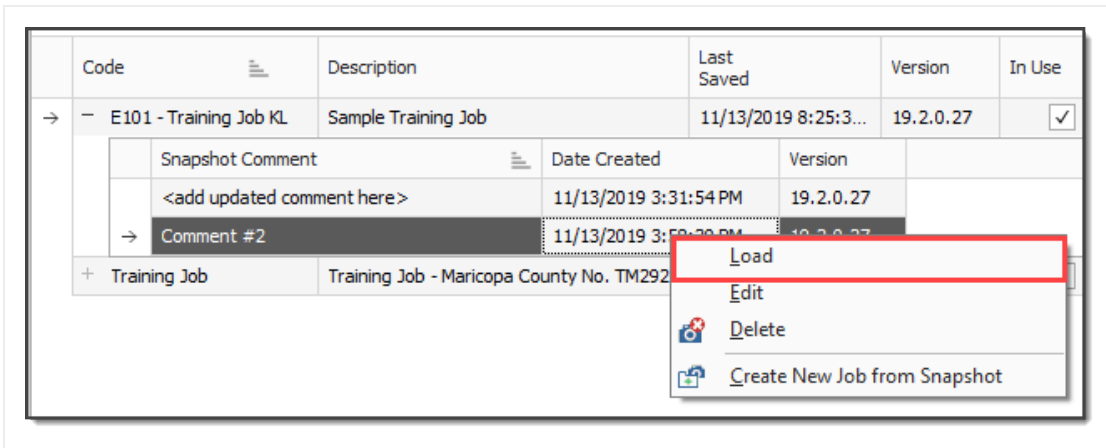 Code Description Last Saved Version In Use
E101 - Training Job KL Sample Training Job 11/13/2019 8:25:3... 19.2.0.27
Snapshot Comment Date Created Version
<add updated comment here> 11/13/2019 3:31:54 PM 19.2.0.27
Comment #2 11/13/2019
Training Job Training Job - Maricopa County No. TM292
Load
Edit
Delete
Create New Job from Snapshot